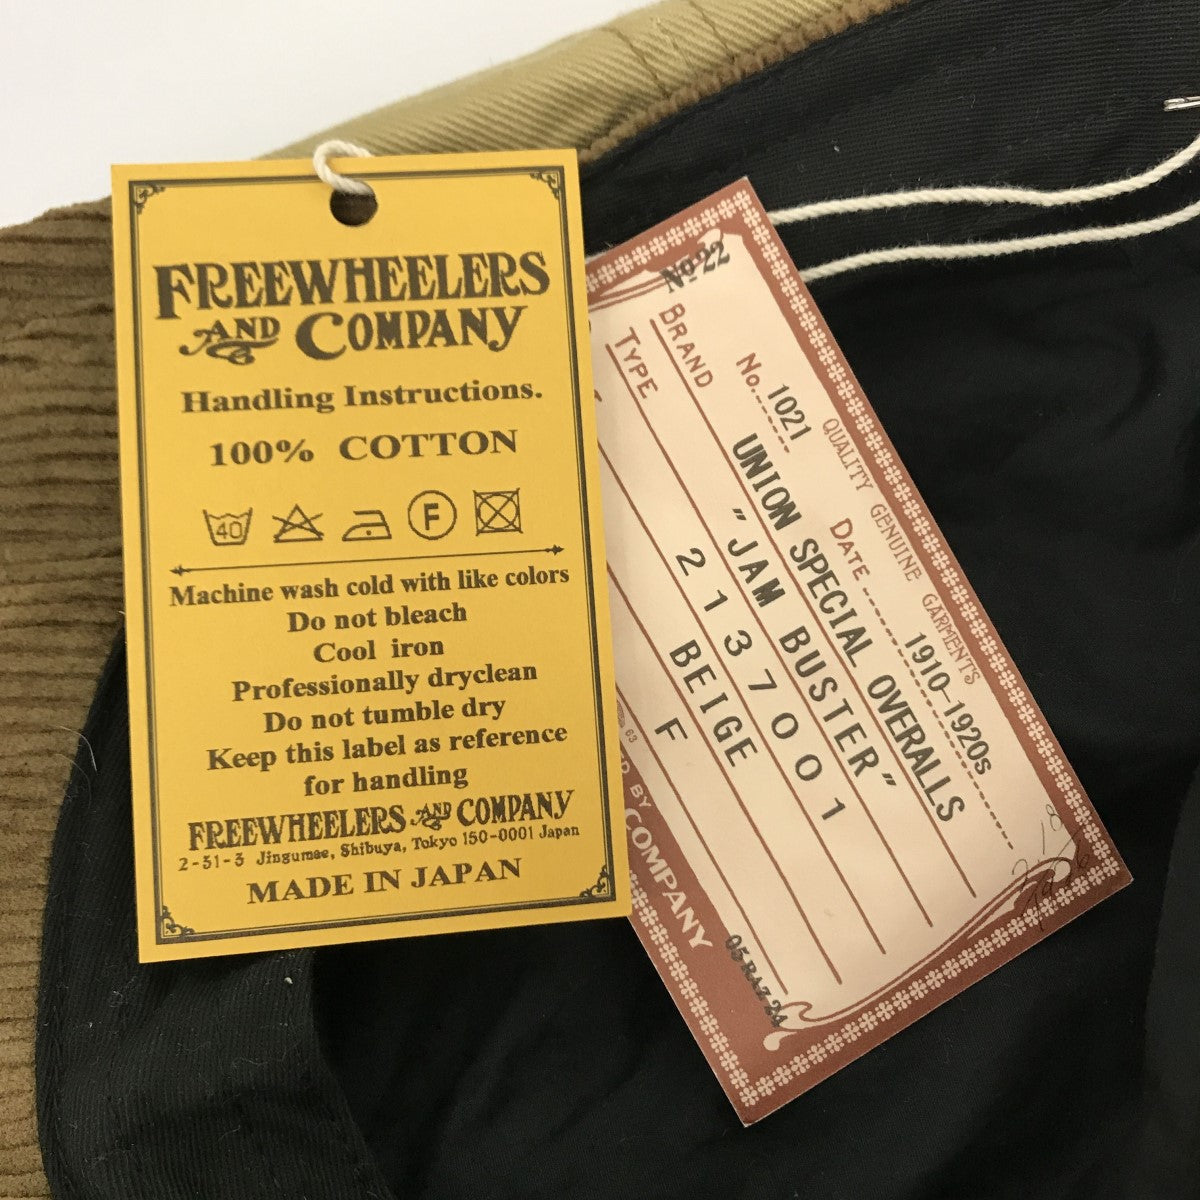 FREEWHEELERS
AND COMPANY
Handling Instructions.
100% COTTON
40
F
Machine wash cold with like colors
Do not bleach
Cool iron
Professionally dryclean
Do not tumble dry
Keep this label as reference
for handling
FREEWHEELERS AND COMPANY
2-31-3 Jingumae, Shibuya, Tokyo 150-0001 Japan
MADE IN JAPAN
QUALITY GENUINE GARMENTS
No. 1021 DATE 1910-1920s
No 22
BRAND UNION SPECIAL OVERALLS
TYPE "JAM BUSTER"
2137001
BEIGE
F
63
BY
COMPANY